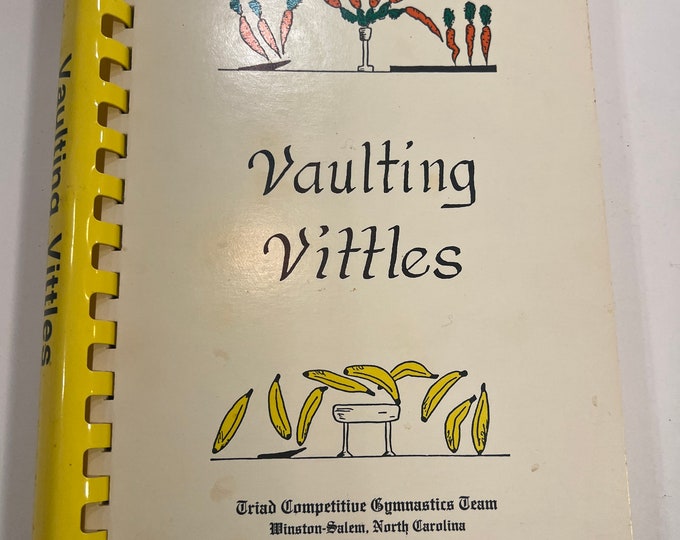 Vaulting Vittles
Vaulting
Vittles
Triad Competitive Gymnastics Team
Winston-Salem, North Carolina